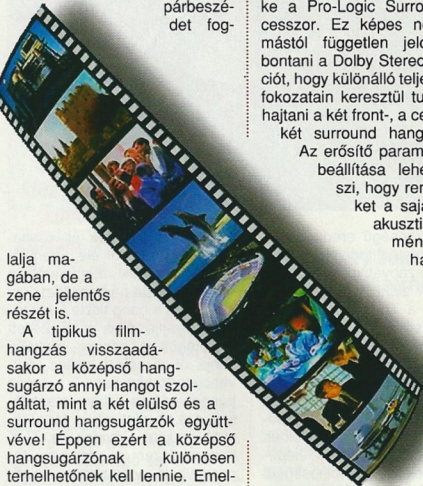 párbeszé-
det fog-
lalja ma-
gában, de a
zene jelentős
részét is.
A tipikus film-
hangzás visszaadá-
sakor a középső hang-
sugárzó annyi hangot szol-
gáltat, mint a két elülső és a
surround hangsugárzók együtt-
véve! Éppen ezért a középső
hangsugárzónak különösen
terhelhetőnek kell lennie. Emel-
ke a Pro-Logic Surro
cesszor. Ez képes n
mástól független jel
bontani a Dolby Stereo
ciót, hogy különálló telje
fokozatain keresztül tu
hajtani a két front-, a ce
két surround hang
Az erősítő param
beállítása lehe
szi, hogy ren
ket a saj
akuszti
mén
ha